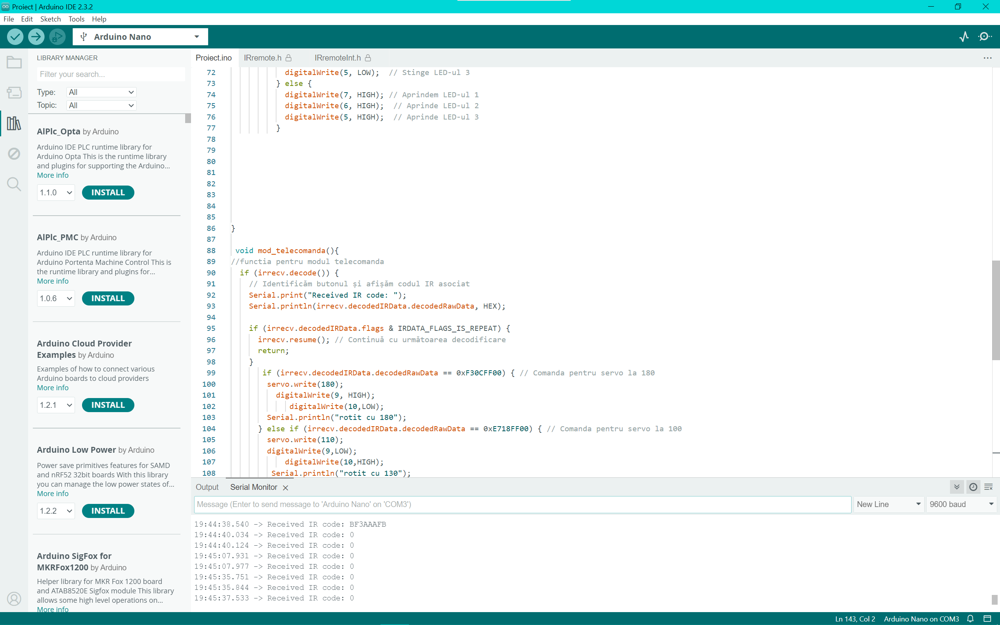 Proiect | Arduino IDE 2.3.2
File Edit Sketch Tools Help
Arduino Nano
LIBRARY MANAGER
Filter your search...
Type: All
Topic: All
AlPlc_Opta by Arduino
Arduino IDE PLC runtime library for
Arduino Opta This is the runtime library
and plugins for supporting the Arduino...
More info
1.1.0 INSTALL
AlPlc_PMC by Arduino
Arduino IDE PLC runtime library for
Arduino Portenta Machine Control This is
the runtime library and plugins for...
More info
1.0.6 INSTALL
Arduino Cloud Provider
Examples by Arduino
Examples of how to connect various
Arduino boards to cloud providers
More info
1.2.1 INSTALL
Arduino Low Power by Arduino
Power save primitives features for SAMD
and nRF52 32bit boards With this library
you can manage the low power states of...
More info
1.2.2 INSTALL
Arduino SigFox for
MKRFox1200 by Arduino
Helper library for MKR Fox 1200 board
and ATAB8520E Sigfox module This library
allows some high level operations on...
More info
Proiect.ino IRremote.h IRremoteInt.h
72 digitalWrite(5, LOW); // Stinge LED-ul 3
73 } else {
74 digitalWrite(7, HIGH); // Aprindem LED-ul 1
75 digitalWrite(6, HIGH); // Aprinde LED-ul 2
76 digitalWrite(5, HIGH); // Aprinde LED-ul 3
77 }
78
79
80
81
82
83
84
85
86 }
87
88 void mod_telecomanda(){
89 //functia pentru modul telecomanda
90 if (irrecv.decode()) {
91 // Identificăm butonul și afișăm codul IR asociat
92 Serial.print("Received IR code: ");
93 Serial.println(irrecv.decodedIRData.decodedRawData, HEX);
94
95 if (irrecv.decodedIRData.flags & IRDATA_FLAGS_IS_REPEAT) {
96 irrecv.resume(); // Continuă cu următoarea decodificare
97 return;
98 }
99 if (irrecv.decodedIRData.decodedRawData == 0xF30CFF00) { // Comanda pentru servo la 180
100 servo.write(180);
101 digitalWrite(9, HIGH);
102 digitalWrite(10,LOW);
103 Serial.println("rotit cu 180");
104 } else if (irrecv.decodedIRData.decodedRawData == 0xE718FF00) { // Comanda pentru servo la 100
105 servo.write(110);
106 digitalWrite(9,LOW);
107 digitalWrite(10,HIGH);
108 Serial.println("rotit cu 130");
Output Serial Monitor
Message (Enter to send message to 'Arduino Nano' on 'COM3')
New Line 9600 baud
19:44:38.540 -> Received IR code: BF3AAAFB
19:44:40.034 -> Received IR code: 0
19:44:40.124 -> Received IR code: 0
19:45:07.931 -> Received IR code: 0
19:45:07.977 -> Received IR code: 0
19:45:35.751 -> Received IR code: 0
19:45:35.844 -> Received IR code: 0
19:45:37.533 -> Received IR code: 0
Ln 143, Col 2 Arduino Nano on COM3